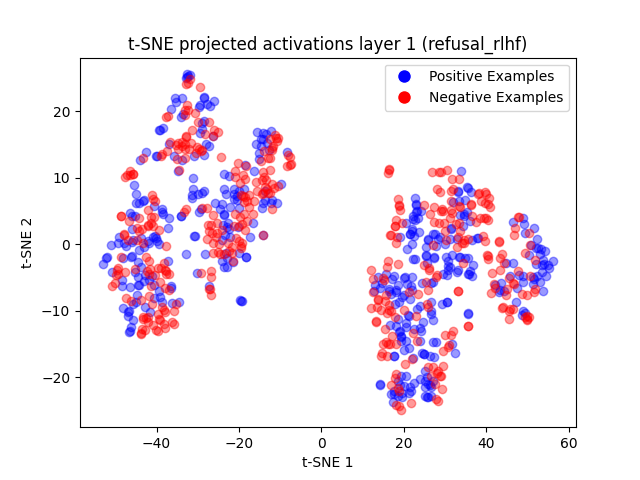 t-SNE projected activations layer 1 (refusal_rlhf)
Positive Examples
Negative Examples
20
10
0
−10
−20
t-SNE 2
−40
−20
0
20
40
60
t-SNE 1